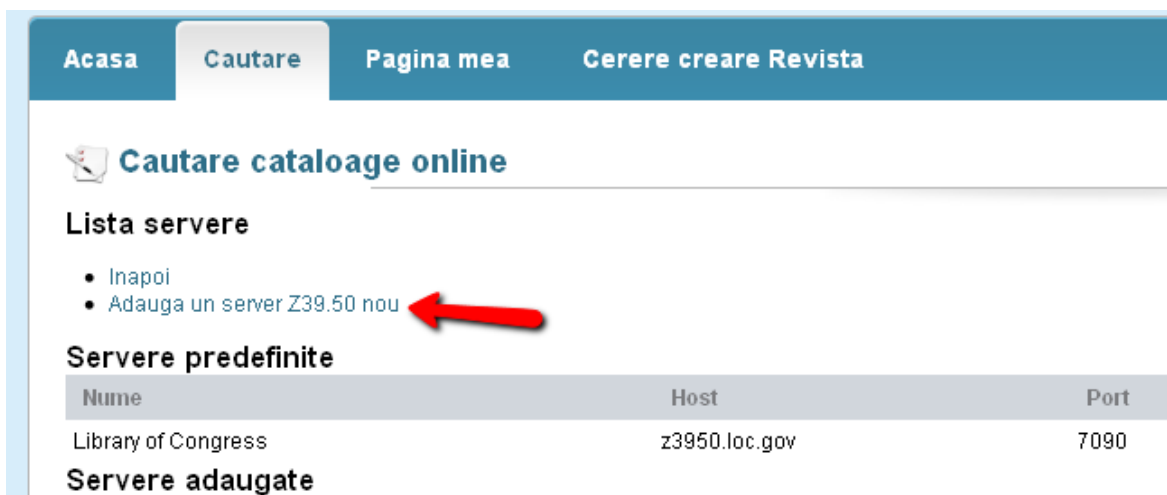 Acasa Cautare Pagina mea Cerere creare Revista
Cautare cataloage online
Lista servere
Inapoi
Adauga un server Z39.50 nou
Servere predefinite
Nume Host Port
Library of Congress z3950.loc.gov 7090
Servere adaugate